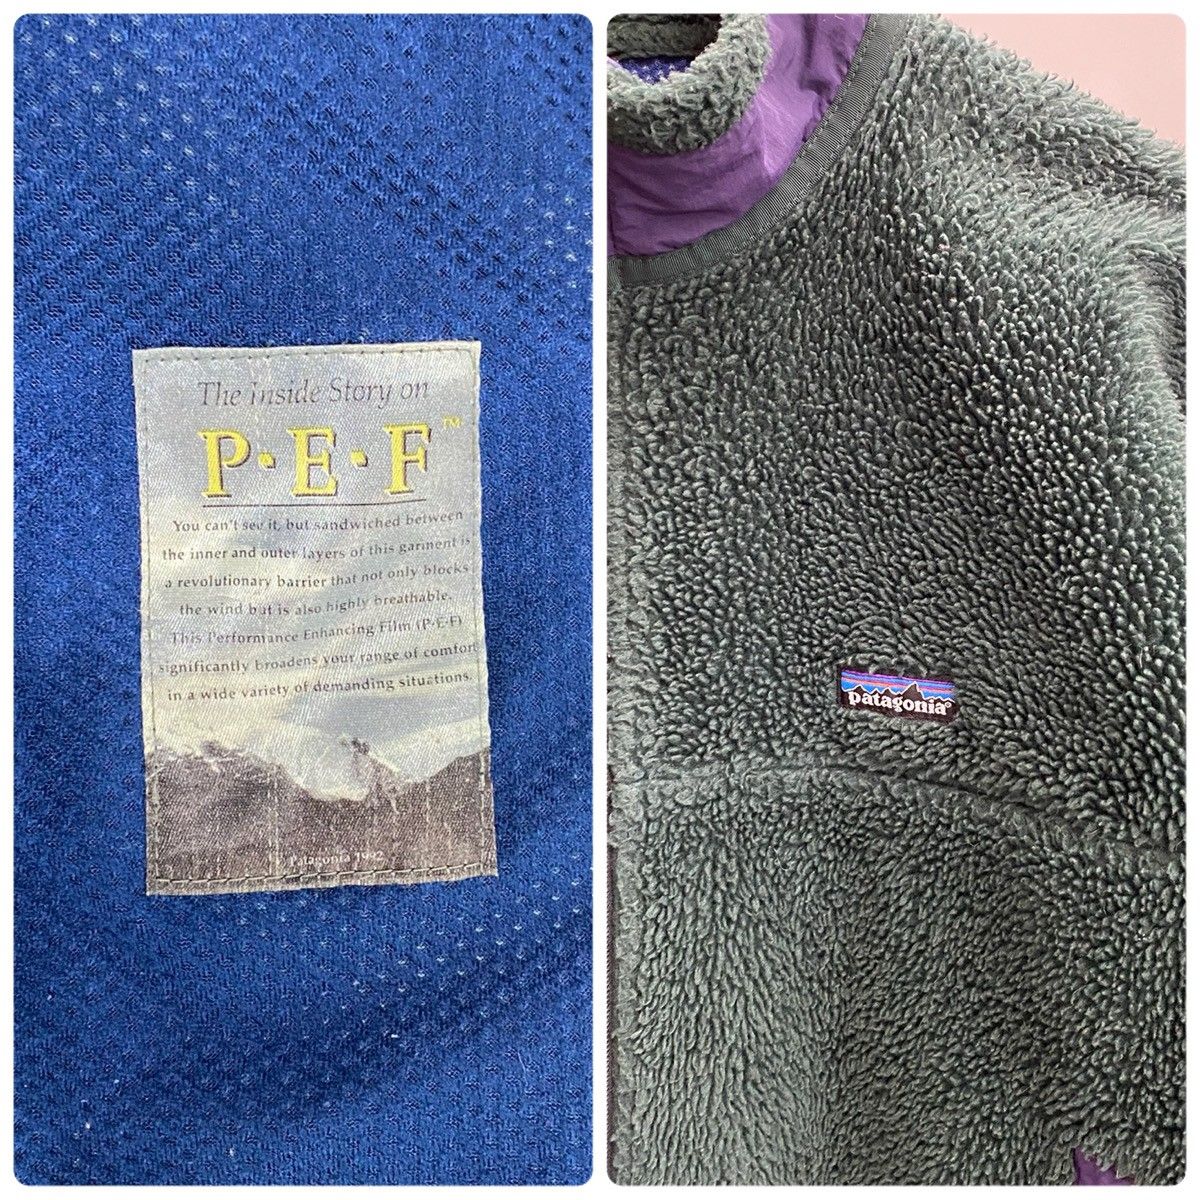 The Inside Story on
P·E·F™
You can't see it, but sandwiched between
the inner and outer layers of this garment is
a revolutionary barrier that not only blocks
the wind but is also highly breathable.
This Performance Enhancing Film (P·E·F)
significantly broadens your range of comfort
in a wide variety of demanding situations.
Patagonia 1992
patagonia®